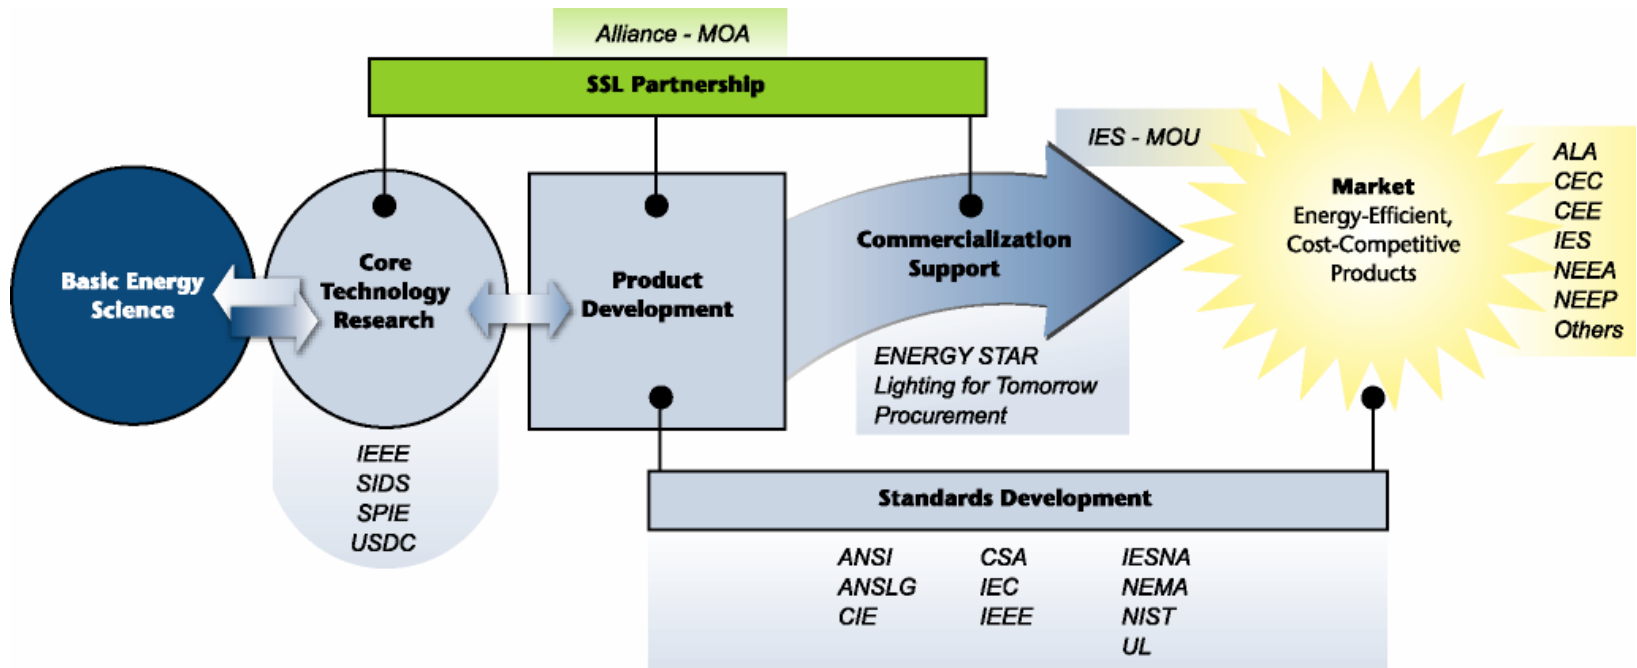 Alliance - MOA
SSL Partnership
IES - MOU
Basic Energy
Science
Core
Technology
Research
Product
Development
Commercialization
Support
Market
Energy-Efficient,
Cost-Competitive
Products
ALA
CEC
CEE
IES
NEEA
NEEP
Others
ENERGY STAR
Lighting for Tomorrow
Procurement
IEEE
SIDS
SPIE
USDC
Standards Development
ANSI
ANSLG
CIE
CSA
IEC
IEEE
IESNA
NEMA
NIST
UL